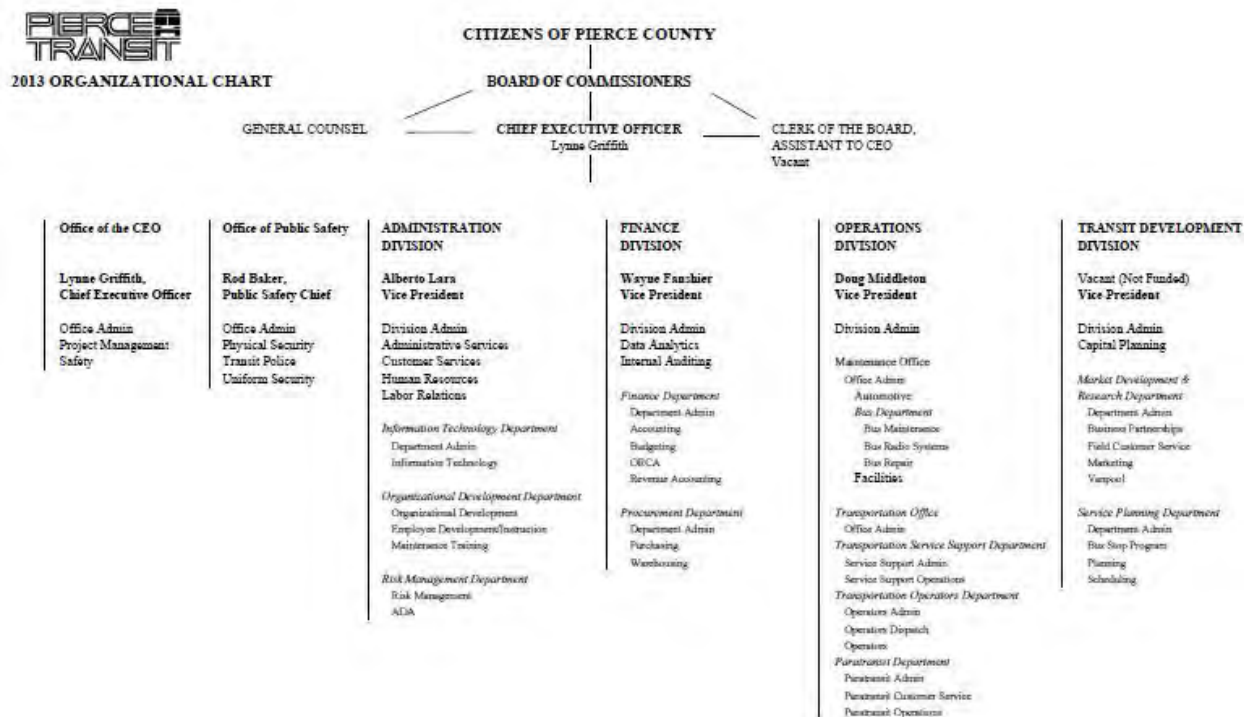 PIERCE
TRANSIT
2013 ORGANIZATIONAL CHART
CITIZENS OF PIERCE COUNTY
BOARD OF COMMISSIONERS
GENERAL COUNSEL
CHIEF EXECUTIVE OFFICER
Lynne Griffith
CLERK OF THE BOARD,
ASSISTANT TO CEO
Vacant
Office of the CEO
Lynne Griffith,
Chief Executive Officer
Office Admin
Project Management
Safety
Office of Public Safety
Rod Baker,
Public Safety Chief
Office Admin
Physical Security
Transit Police
Uniform Security
ADMINISTRATION
DIVISION
Alberto Lara
Vice President
Division Admin
Administrative Services
Customer Services
Human Resources
Labor Relations
Information Technology Department
Department Admin
Information Technology
Organizational Development Department
Organizational Development
Employee Development/Instruction
Maintenance Training
Risk Management Department
Risk Management
ADA
FINANCE
DIVISION
Wayne Fanshier
Vice President
Division Admin
Data Analytics
Internal Auditing
Finance Department
Department Admin
Accounting
Budgeting
ORCA
Revenue Accounting
Procurement Department
Department Admin
Purchasing
Warehousing
OPERATIONS
DIVISION
Doug Middleton
Vice President
Division Admin
Maintenance Office
Office Admin
Automotive
Bus Department
Bus Maintenance
Bus Radio Systems
Bus Repair
Facilities
Transportation Office
Office Admin
Transportation Service Support Department
Service Support Admin
Service Support Operations
Transportation Operators Department
Operators Admin
Operators Dispatch
Operators
Paratransit Department
Paratransit Admin
Paratransit Customer Service
Paratransit Operations
TRANSIT DEVELOPMENT
DIVISION
Vacant (Not Funded)
Vice President
Division Admin
Capital Planning
Market Development &
Research Department
Department Admin
Business Partnerships
Field Customer Service
Marketing
Vanpool
Service Planning Department
Department Admin
Bus Stop Program
Planning
Scheduling